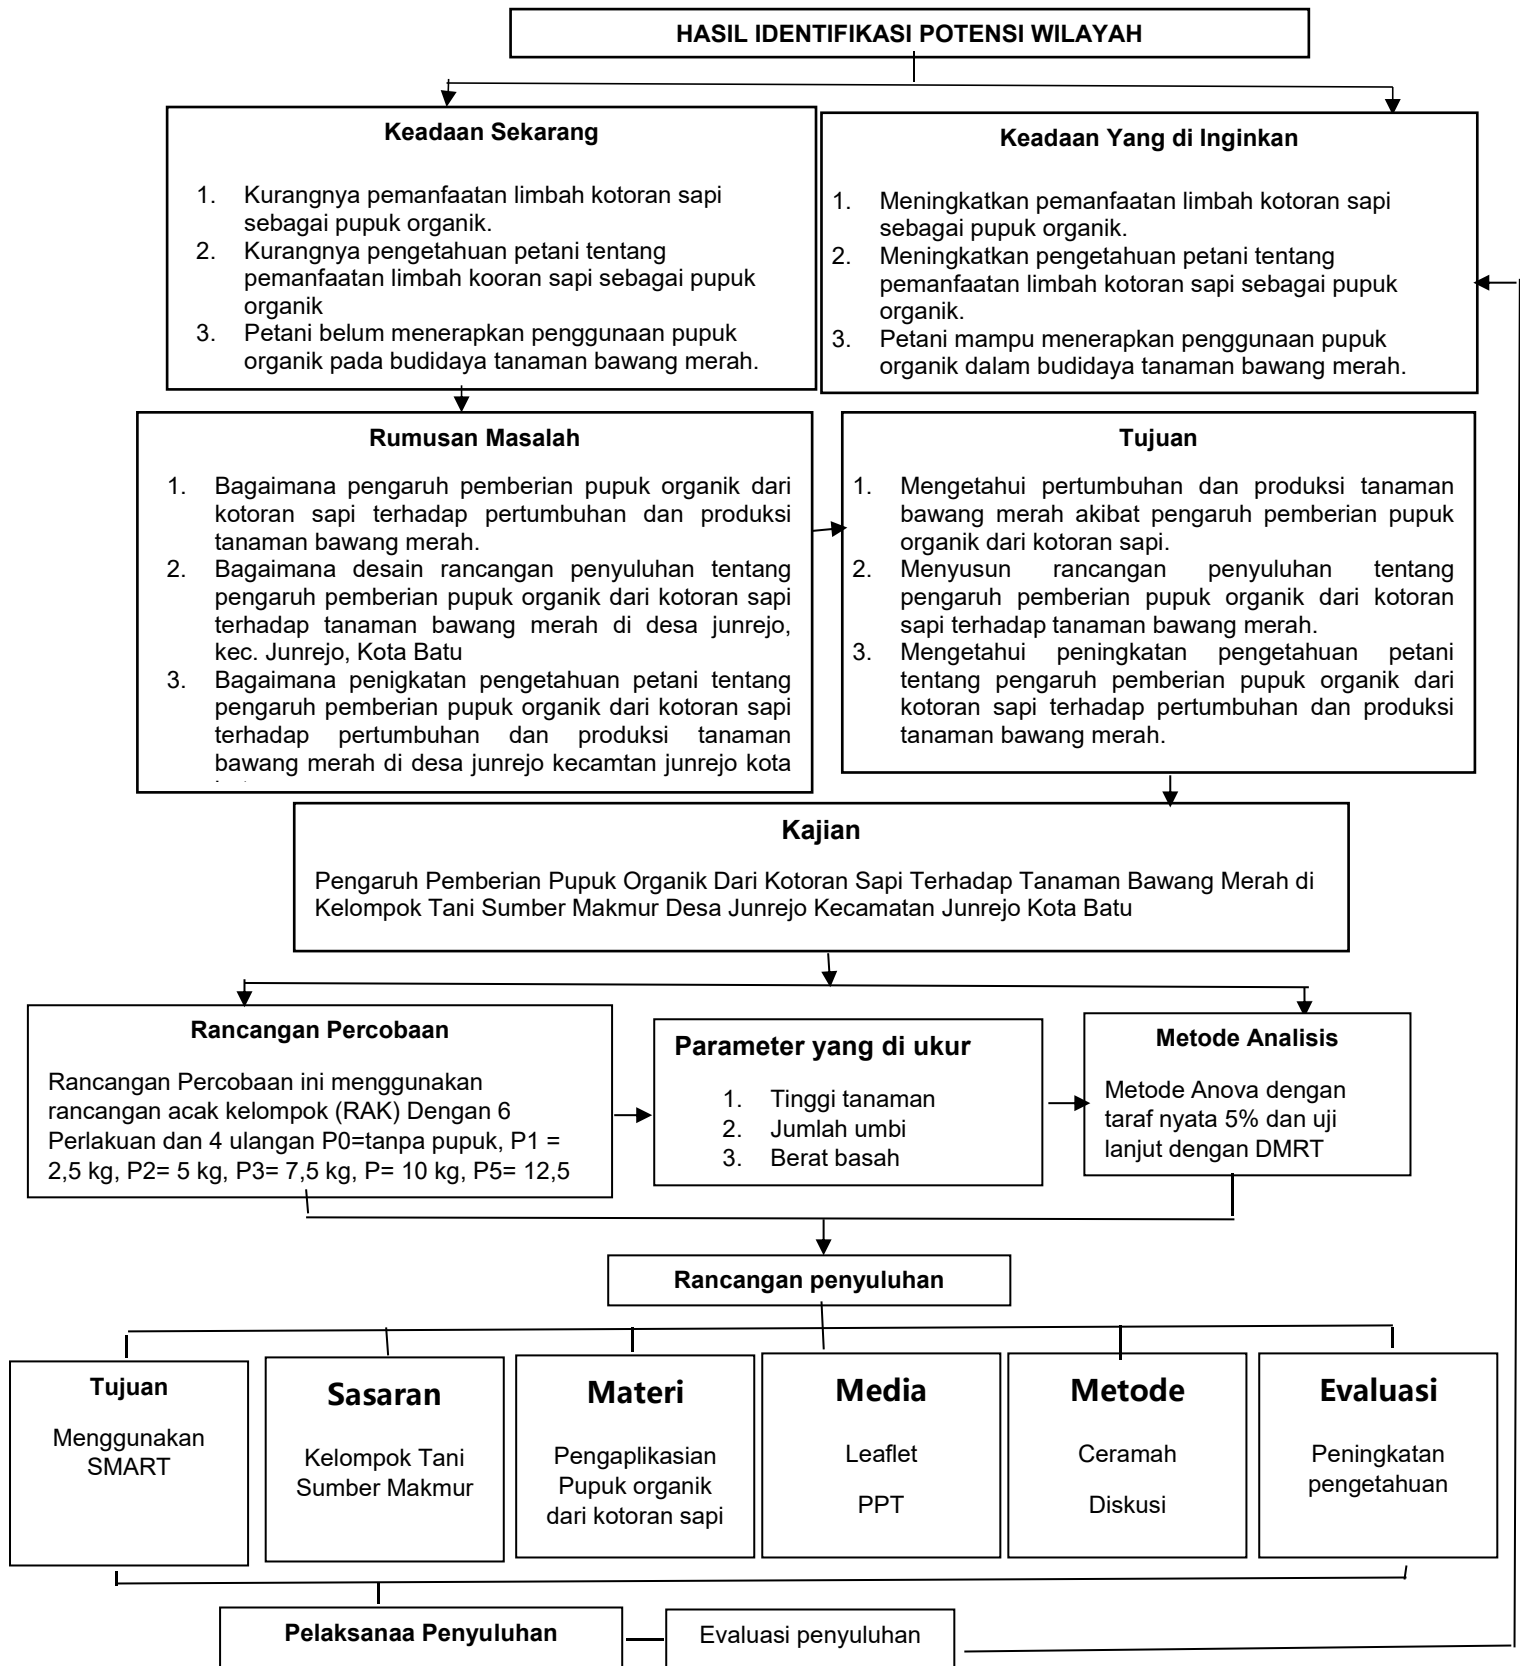 HASIL IDENTIFIKASI POTENSI WILAYAH
Keadaan Sekarang
1. Kurangnya pemanfaatan limbah kotoran sapi
sebagai pupuk organik.
2. Kurangnya pengetahuan petani tentang
pemanfaatan limbah kooran sapi sebagai pupuk
organik
3. Petani belum menerapkan penggunaan pupuk
organik pada budidaya tanaman bawang merah.
Keadaan Yang di Inginkan
1. Meningkatkan pemanfaatan limbah kotoran sapi
sebagai pupuk organik.
2. Meningkatkan pengetahuan petani tentang
pemanfaatan limbah kotoran sapi sebagai pupuk
organik.
3. Petani mampu menerapkan penggunaan pupuk
organik dalam budidaya tanaman bawang merah.
Rumusan Masalah
1. Bagaimana pengaruh pemberian pupuk organik dari
kotoran sapi terhadap pertumbuhan dan produksi
tanaman bawang merah.
2. Bagaimana desain rancangan penyuluhan tentang
pengaruh pemberian pupuk organik dari kotoran sapi
terhadap tanaman bawang merah di desa junrejo,
kec. Junrejo, Kota Batu
3. Bagaimana penigkatan pengetahuan petani tentang
pengaruh pemberian pupuk organik dari kotoran sapi
terhadap pertumbuhan dan produksi tanaman
bawang merah di desa junrejo kecamtan junrejo kota
Tujuan
1. Mengetahui pertumbuhan dan produksi tanaman
bawang merah akibat pengaruh pemberian pupuk
organik dari kotoran sapi.
2. Menyusun rancangan penyuluhan tentang
pengaruh pemberian pupuk organik dari kotoran
sapi terhadap tanaman bawang merah.
3. Mengetahui peningkatan pengetahuan petani
tentang pengaruh pemberian pupuk organik dari
kotoran sapi terhadap pertumbuhan dan produksi
tanaman bawang merah.
Kajian
Pengaruh Pemberian Pupuk Organik Dari Kotoran Sapi Terhadap Tanaman Bawang Merah di
Kelompok Tani Sumber Makmur Desa Junrejo Kecamatan Junrejo Kota Batu
Rancangan Percobaan
Rancangan Percobaan ini menggunakan
rancangan acak kelompok (RAK) Dengan 6
Perlakuan dan 4 ulangan P0=tanpa pupuk, P1 =
2,5 kg, P2= 5 kg, P3= 7,5 kg, P= 10 kg, P5= 12,5
Parameter yang di ukur
1. Tinggi tanaman
2. Jumlah umbi
3. Berat basah
Metode Analisis
Metode Anova dengan
taraf nyata 5% dan uji
lanjut dengan DMRT
Rancangan penyuluhan
Tujuan
Menggunakan
SMART
Sasaran
Kelompok Tani
Sumber Makmur
Materi
Pengaplikasian
Pupuk organik
dari kotoran sapi
Media
Leaflet
PPT
Metode
Ceramah
Diskusi
Evaluasi
Peningkatan
pengetahuan
Pelaksanaa Penyuluhan
Evaluasi penyuluhan